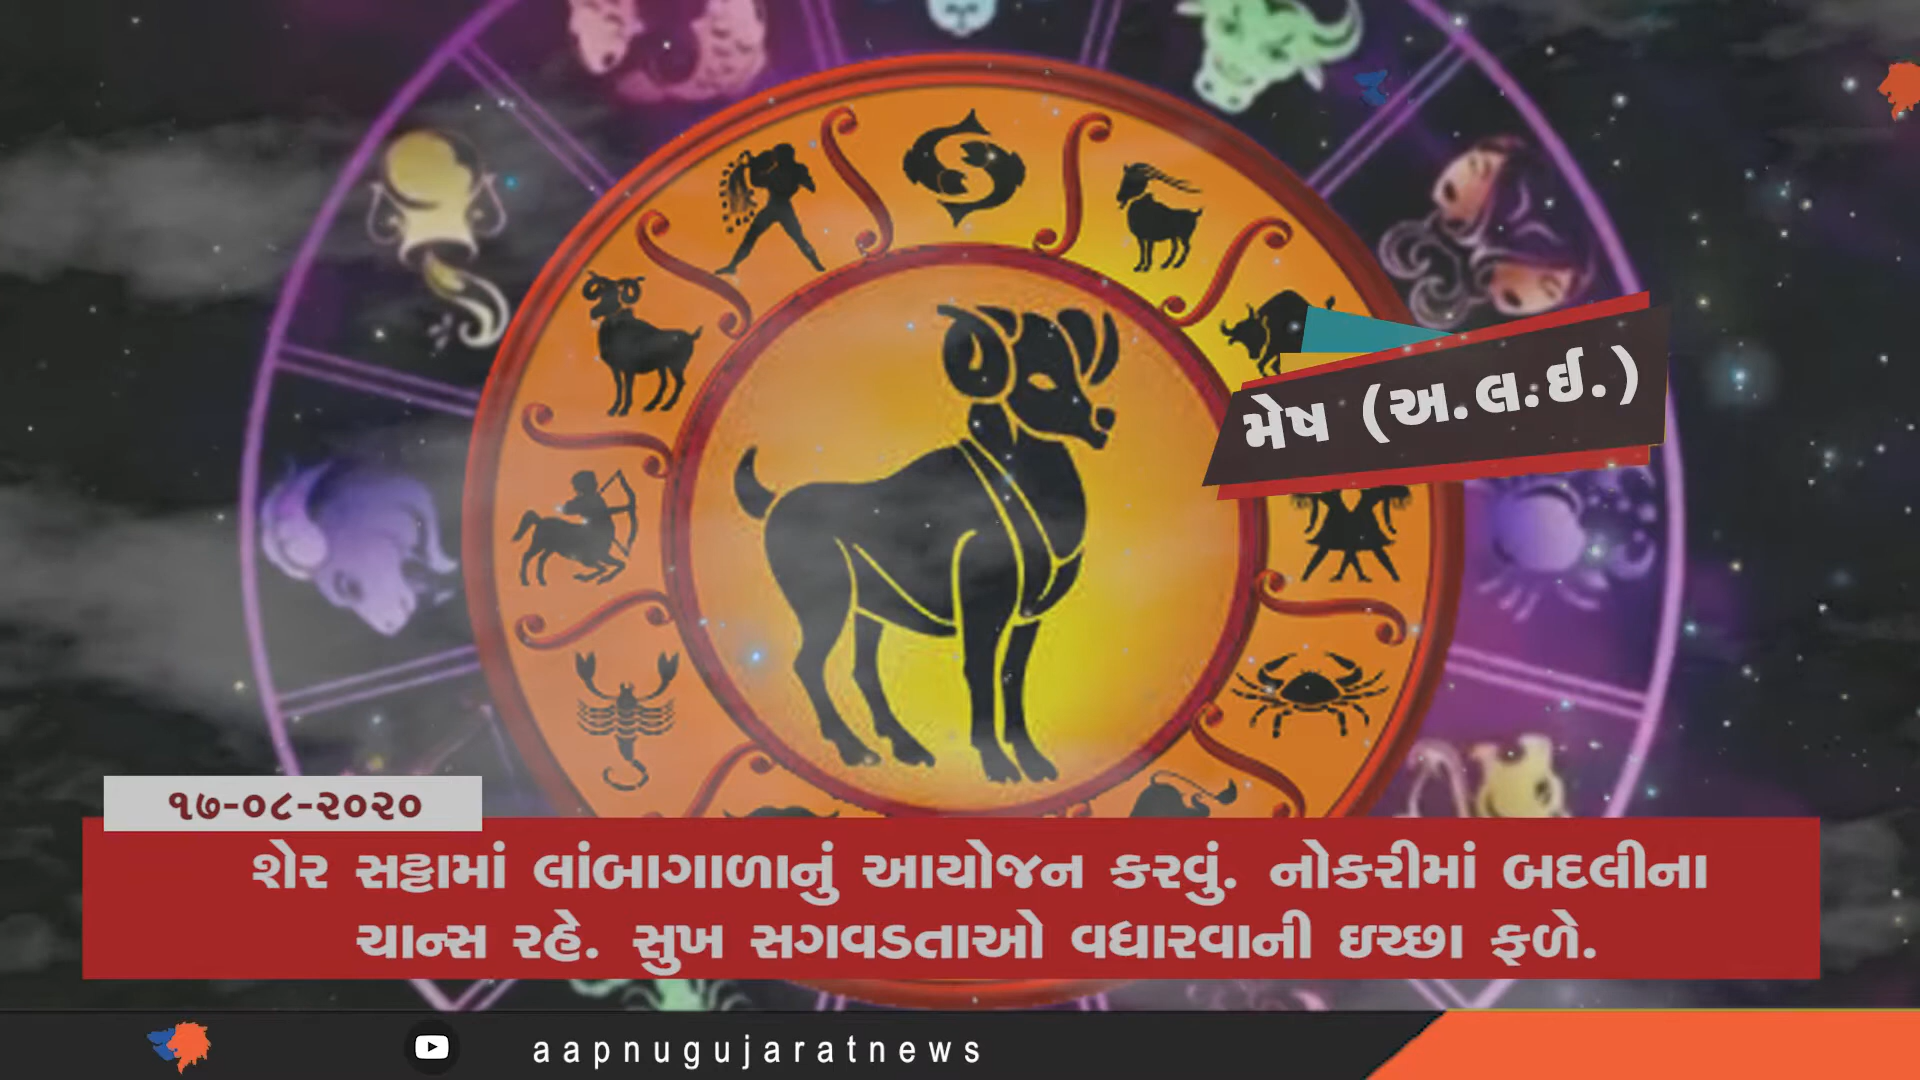 મેષ (અ.લ.ઈ.)
૧૭-૦૮-૨૦૨૦
શેર સટ્ટામાં લાંબાગાળાનું આયોજન કરવું. નોકરીમાં બદલીના
ચાન્સ રહે. સુખ સગવડતાઓ વધારવાની ઇચ્છા ફળે.
aapnugujaratnews